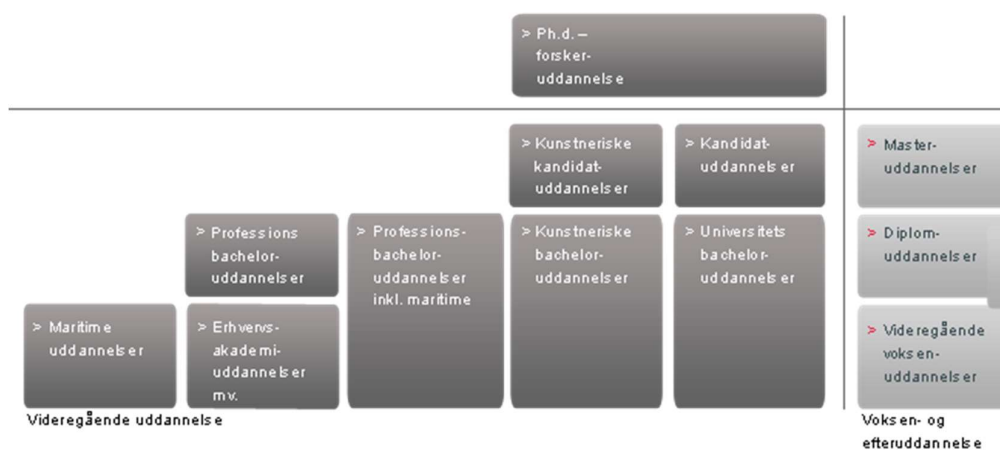 > Ph.d. –
forsker-
uddannelse
> Kunstneriske
kandidat-
uddannelser
> Kandidat-
uddannelser
> Master-
uddannelser
> Professions
bachelor-
uddannelser
> Professions-
bachelor-
uddannelser
inkl. maritime
> Kunstneriske
bachelor-
uddannelser
> Universitets
bachelor-
uddannelser
> Diplom-
uddannelser
> Maritime
uddannelser
> Erhvervs-
akademi-
uddannelser
mv.
> Videregående
voksen-
uddannelser
Videregående uddannelse
Voksen- og
efteruddannelse